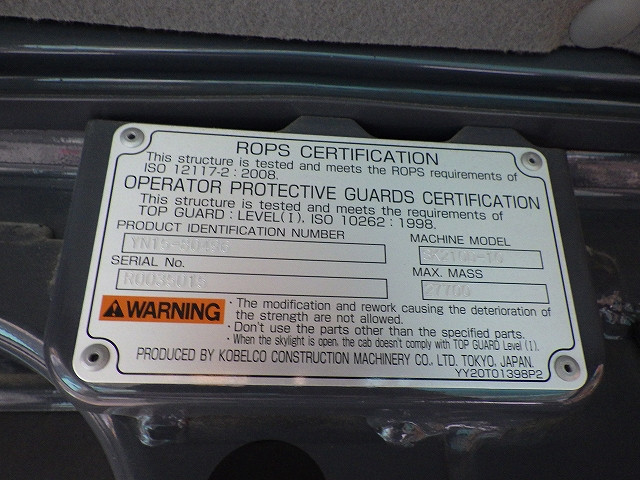 ROPS CERTIFICATION
This structure is tested and meets the ROPS requirements of
ISO 12117-2 : 2008.
OPERATOR PROTECTIVE GUARDS CERTIFICATION
This structure is tested and meets the requirements of
TOP GUARD : LEVEL(I). ISO 10262 : 1998.
PRODUCT IDENTIFICATION NUMBER
MACHINE MODEL
SERIAL No.
MAX. MASS
WARNING
· The modification and rework causing the deterioration of
the strength are not allowed.
· Don't use the parts other than the specified parts.
· When the skylight is open, the cab doesn't comply with TOP GUARD Level (I).
PRODUCED BY KOBELCO CONSTRUCTION MACHINERY CO., LTD. TOKYO, JAPAN.
YY20T01398P2